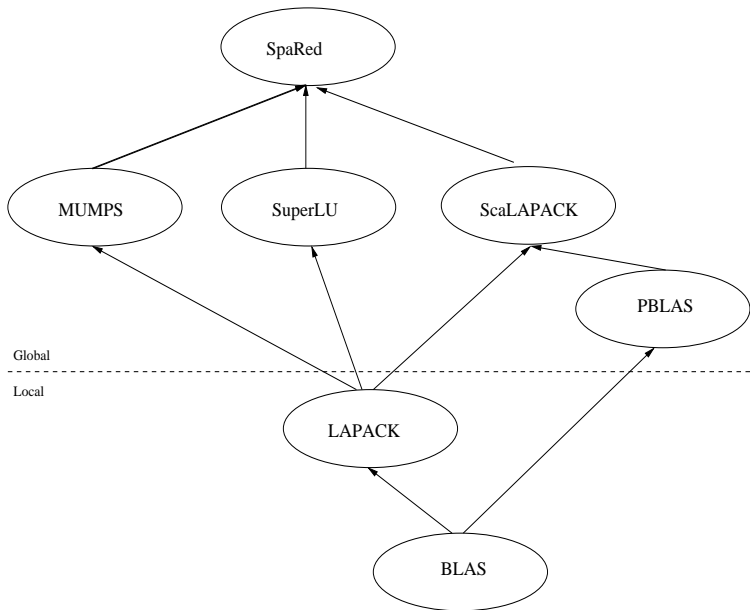 SpaRed
MUMPS
SuperLU
ScaLAPACK
PBLAS
Global
Local
LAPACK
BLAS